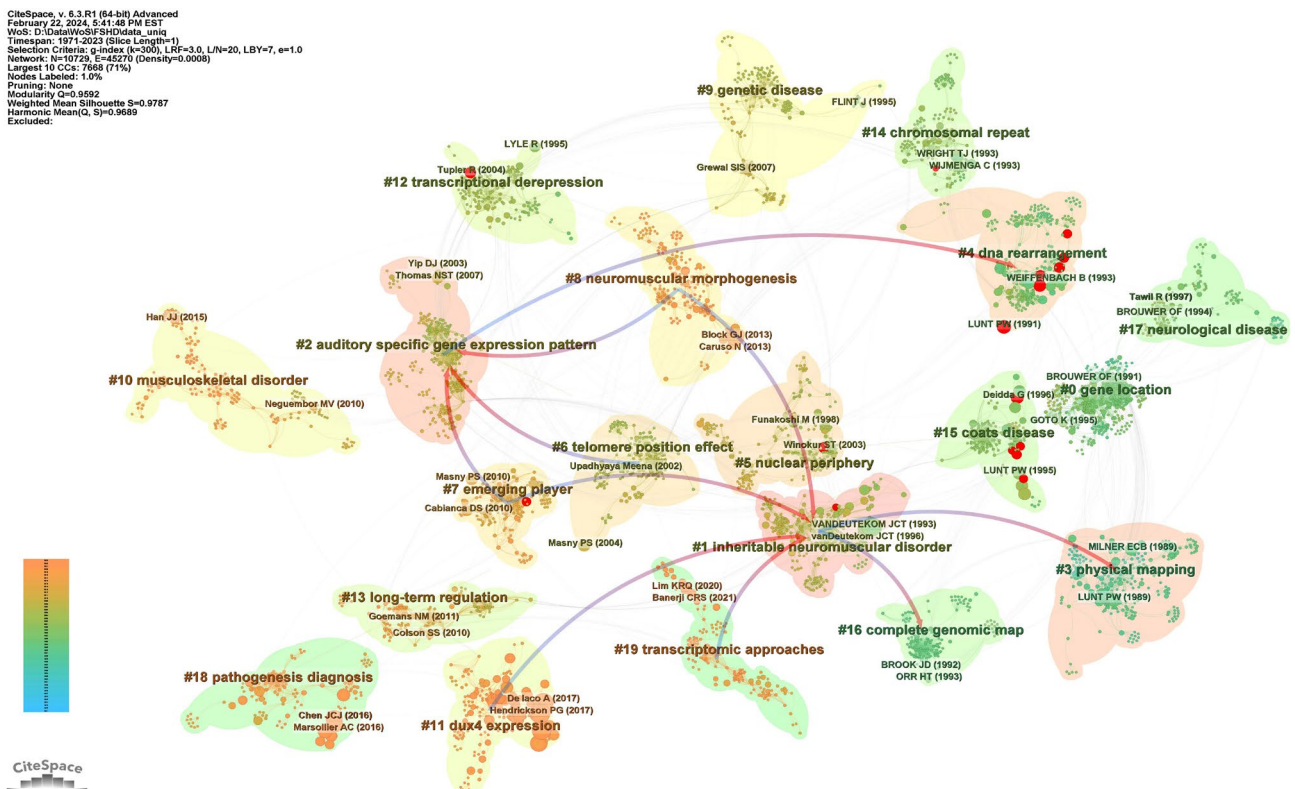 CiteSpace, v. 6.3.R1 (64-bit) Advanced
February 22, 2024, 5:41:48 PM EST
WoS: D:\Data\WoS\FSHD\data_uniq
Timespan: 1971-2023 (Slice Length=1)
Selection Criteria: g-index (k=300), LRF=3.0, L/N=20, LBY=7, e=1.0
Network: N=10729, E=45270 (Density=0.0008)
Largest 10 CCs: 7668 (71%)
Nodes Labeled: 1.0%
Pruning: None
Modularity Q=0.9592
Weighted Mean Silhouette S=0.9787
Harmonic Mean(Q, S)=0.9689
Excluded:
#9 genetic disease
FLINT J (1995)
#14 chromosomal repeat
LYLE R (1995)
WRIGHT TJ (1993)
WIJMENGA C (1993)
Grewal SIS (2007)
Tupler R (2004)
#12 transcriptional derepression
#4 dna rearrangement
Yip DJ (2003)
Thomas NST (2007)
#8 neuromuscular morphogenesis
WEIFFENBACH B (1993)
Tawil R (1997)
BROUWER OF (1994)
Han JJ (2015)
LUNT PW (1991)
#17 neurological disease
Block GJ (2013)
Caruso N (2013)
#2 auditory specific gene expression pattern
#10 musculoskeletal disorder
BROUWER OF (1991)
#0 gene location
Deidda G (1996)
Neguembor MV (2010)
Funakoshi M (1998)
GOTO K (1995)
#15 coats disease
#6 telomere position effect
Winokur ST (2003)
#5 nuclear periphery
Upadhyaya Meena (2002)
LUNT PW (1995)
Masny PS (2010)
#7 emerging player
Cabianca DS (2010)
VANDEUTEKOM JCT (1993)
vanDeutekom JCT (1996)
Masny PS (2004)
#1 inheritable neuromuscular disorder
MILNER ECB (1989)
#3 physical mapping
Lim KRQ (2020)
Banerji CRS (2021)
LUNT PW (1989)
#13 long-term regulation
Goemans NM (2011)
Colson SS (2010)
#16 complete genomic map
#19 transcriptomic approaches
BROOK JD (1992)
ORR HT (1993)
#18 pathogenesis diagnosis
De Iaco A (2017)
Hendrickson PG (2017)
Chen JCJ (2016)
Marsollier AC (2016)
#11 dux4 expression
CiteSpace